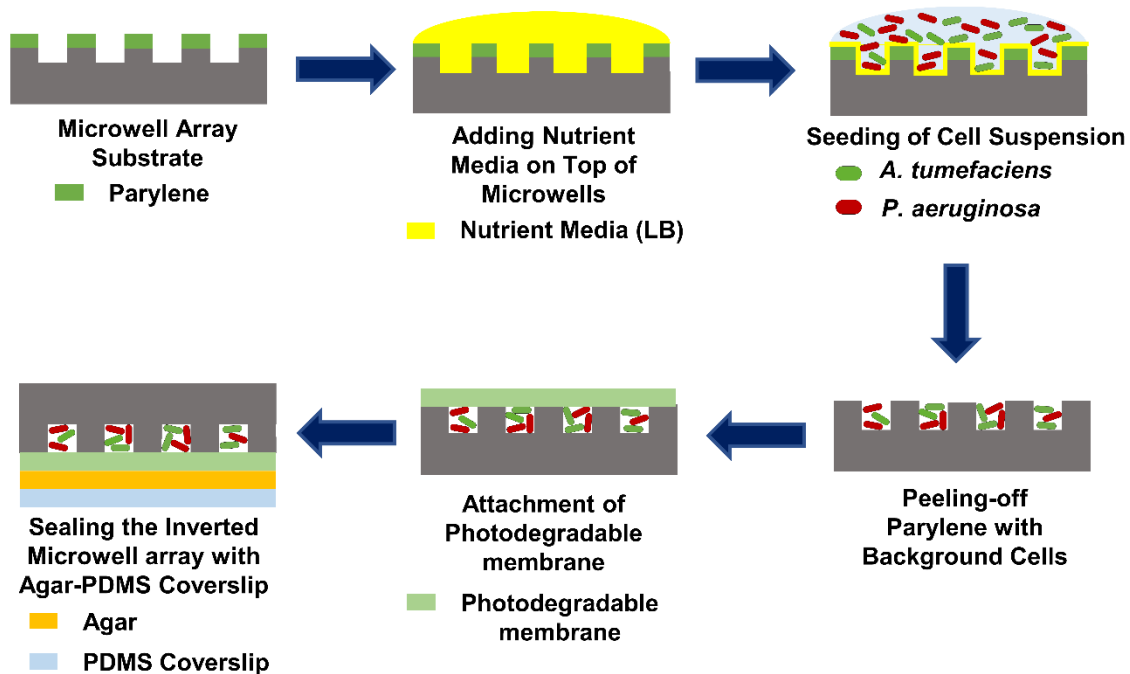 Microwell Array
Substrate
Parylene
Adding Nutrient
Media on Top of
Microwells
Nutrient Media (LB)
Seeding of Cell Suspension
A. tumefaciens
P. aeruginosa
Peeling-off
Parylene with
Background Cells
Attachment of
Photodegradable
membrane
Photodegradable
membrane
Sealing the Inverted
Microwell array with
Agar-PDMS Coverslip
Agar
PDMS Coverslip